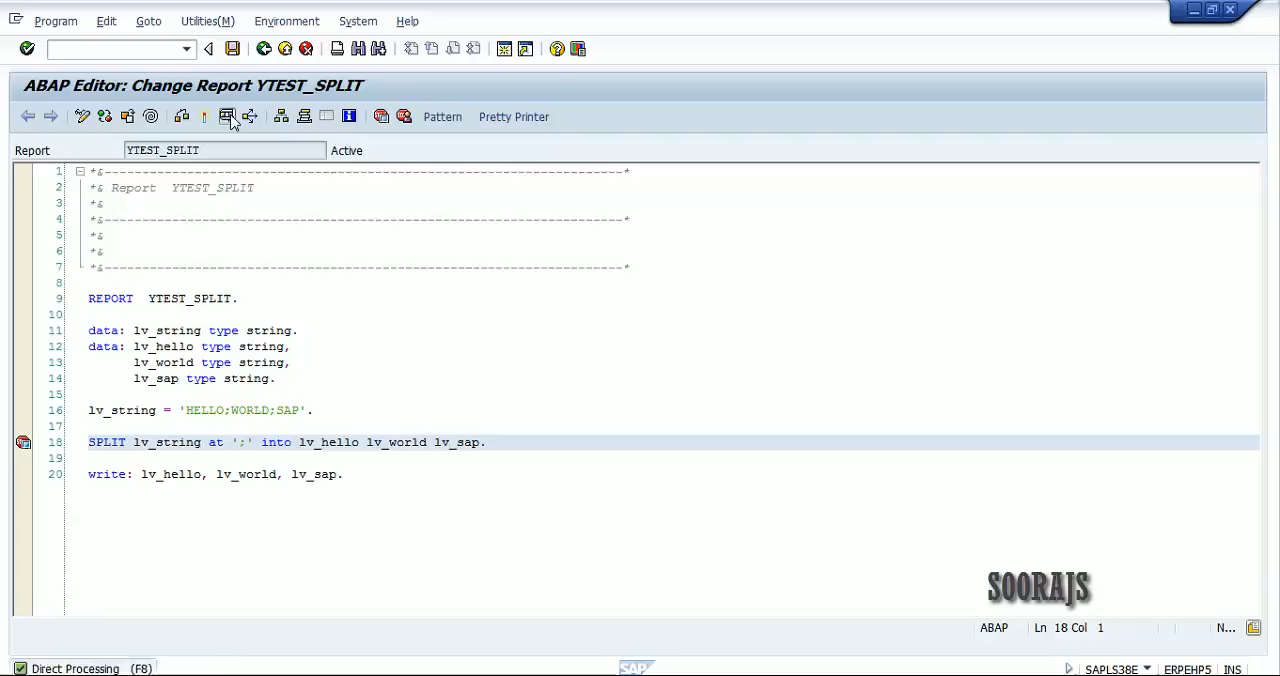 Program Edit Goto Utilities(M) Environment System Help
ABAP Editor: Change Report YTEST_SPLIT
Pattern Pretty Printer
Report YTEST_SPLIT Active
1 *&---------------------------------------------------------------------*
2 *& Report  YTEST_SPLIT
3 *&
4 *&---------------------------------------------------------------------*
5 *&
6 *&
7 *&---------------------------------------------------------------------*
8
9 REPORT  YTEST_SPLIT.
10
11 data: lv_string type string.
12 data: lv_hello type string,
13       lv_world type string,
14       lv_sap type string.
15
16 lv_string = 'HELLO;WORLD;SAP'.
17
18 SPLIT lv_string at ';' into lv_hello lv_world lv_sap.
19
20 write: lv_hello, lv_world, lv_sap.
SOORAJS
ABAP Ln 18 Col 1 N...
Direct Processing (F8) SAP SAPLS38E ERPEHP5 INS